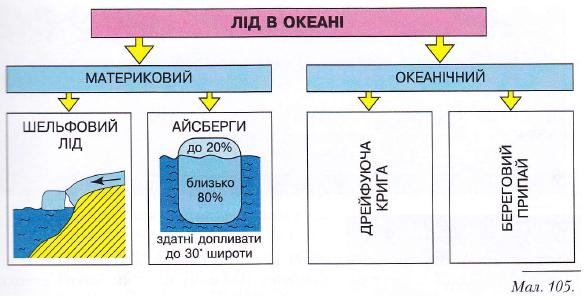 ЛІД В ОКЕАНІ
МАТЕРИКОВИЙ
ОКЕАНІЧНИЙ
ШЕЛЬФОВИЙ
ЛІД
АЙСБЕРГИ
до 20%
близько
80%
здатні допливати
до 30° широти
ДРЕЙФУЮЧА
КРИГА
БЕРЕГОВИЙ
ПРИПАЙ
Мал. 105.